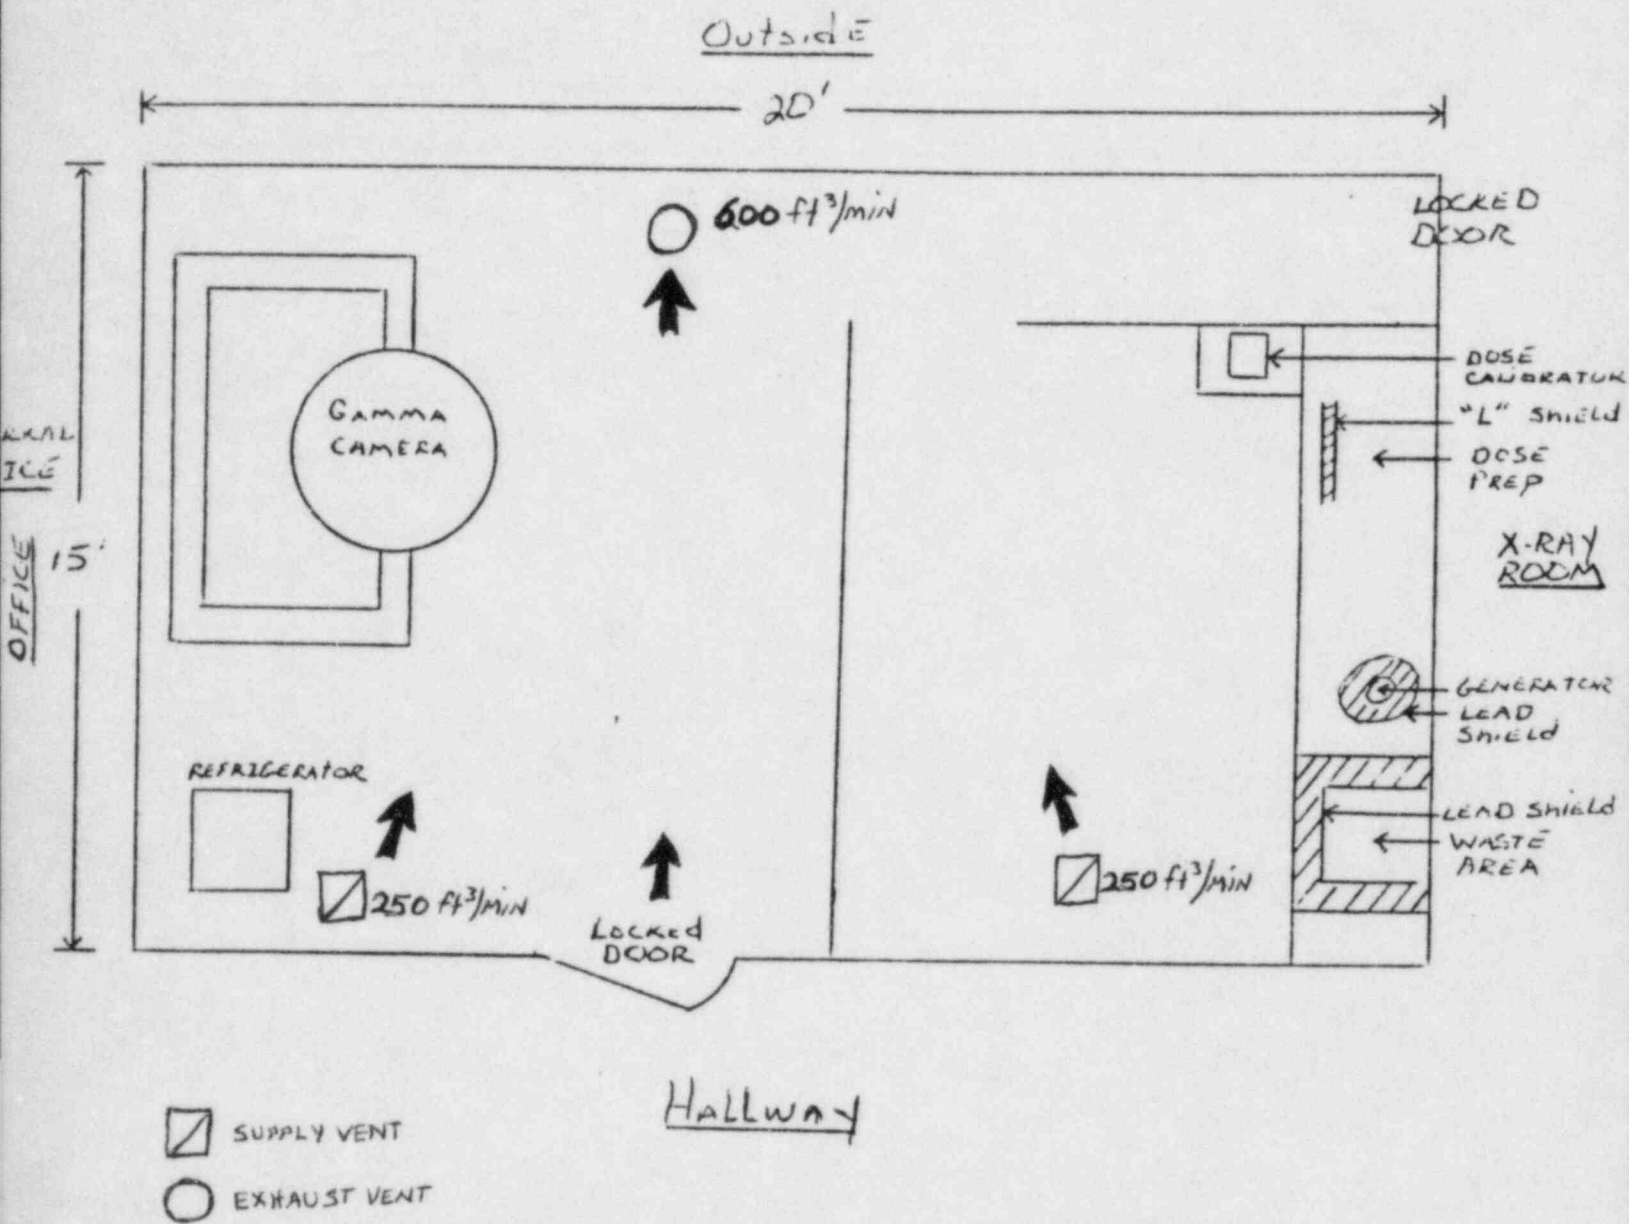 Outside
20'
600 ft³/min
LOCKED
DOOR
GAMMA
CAMERA
DOSE
"L" Shield
DOSE
PREP
ICE
OFFICE
15'
X-RAY
ROOM
GENERATOR
LEAD
Shield
REFRIGERATOR
LEAD Shield
WASTE
AREA
250 ft³/MIN
250 ft³/MIN
LOCKED
DOOR
HALLWAY
SUPPLY VENT
EXHAUST VENT